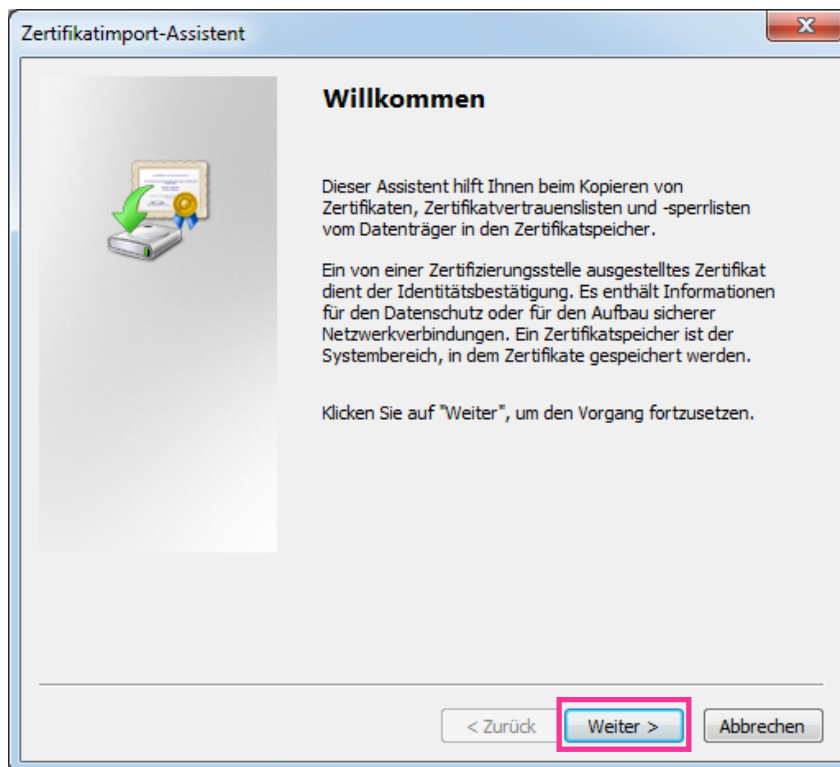 Zertifikatimport-Assistent
Willkommen
Dieser Assistent hilft Ihnen beim Kopieren von
Zertifikaten, Zertifikatvertrauenslisten und -sperrlisten
vom Datenträger in den Zertifikatspeicher.
Ein von einer Zertifizierungsstelle ausgestelltes Zertifikat
dient der Identitätsbestätigung. Es enthält Informationen
für den Datenschutz oder für den Aufbau sicherer
Netzwerkverbindungen. Ein Zertifikatspeicher ist der
Systembereich, in dem Zertifikate gespeichert werden.
Klicken Sie auf "Weiter", um den Vorgang fortzusetzen.
< Zurück Weiter > Abbrechen